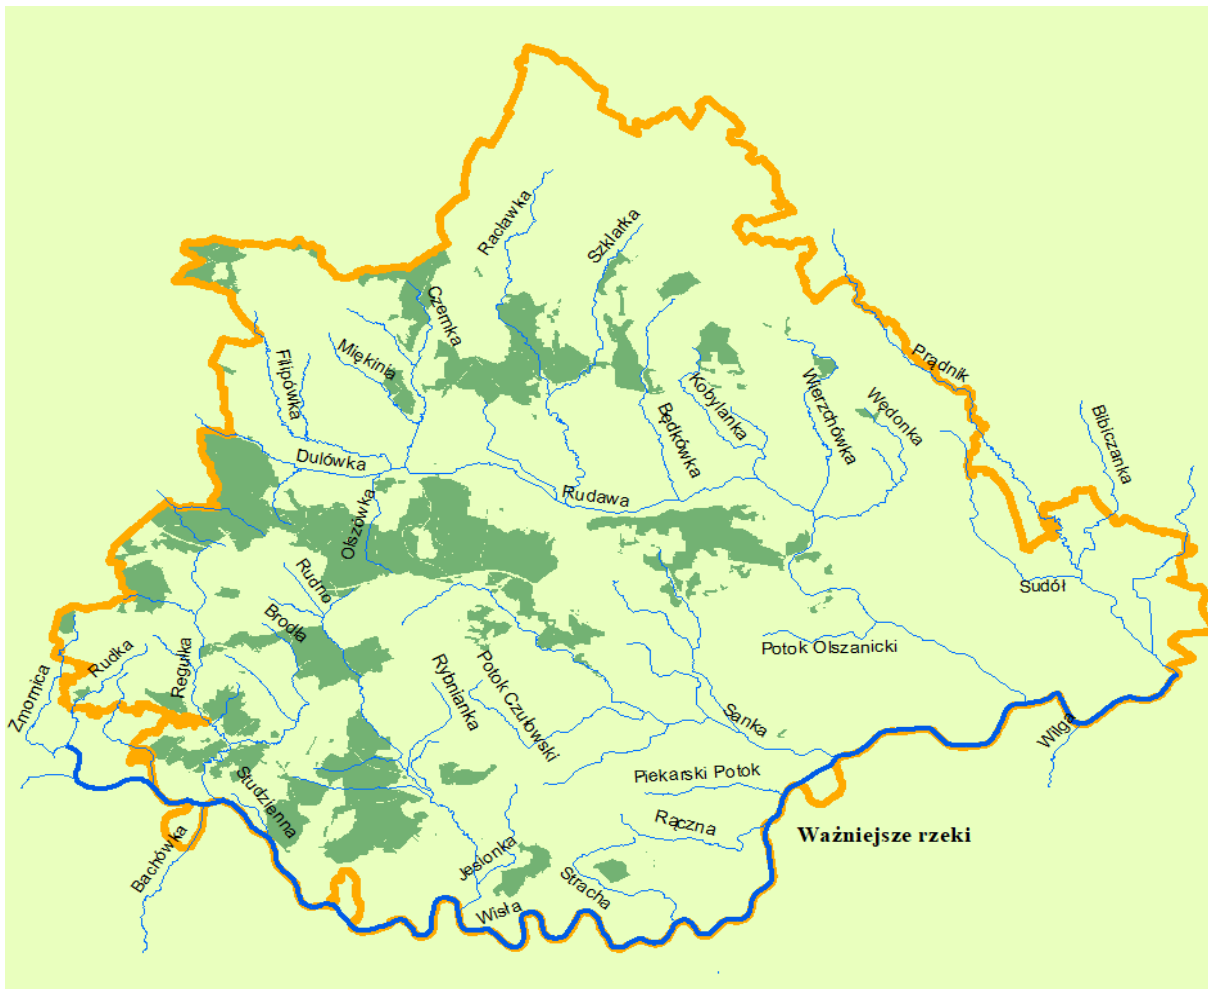 Racławka
Szklarka
Czernka
Miękinia
Filipówka
Prądnik
Kobylanka
Będkówka
Wierzchówka
Wędonka
Bibiczanka
Dulówka
Rudawa
Olszówka
Rudno
Brodła
Sudół
Rudka
Regulka
Zmornica
Rybnianka
Potok Czułowski
Potok Olszanicki
Sanka
Wilga
Piekarski Potok
Studzienna
Rączna
Ważniejsze rzeki
Bachówka
Jesionka
Stracha
Wisła